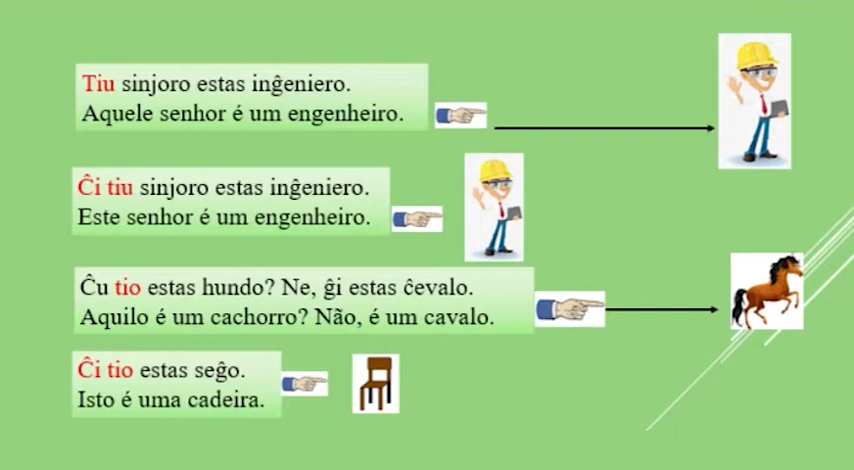 Tiu sinjoro estas inĝeniero.
Aquele senhor é um engenheiro.
Ĉi tiu sinjoro estas inĝeniero.
Este senhor é um engenheiro.
Ĉu tio estas hundo? Ne, ĝi estas ĉevalo.
Aquilo é um cachorro? Não, é um cavalo.
Ĉi tio estas seĝo.
Isto é uma cadeira.